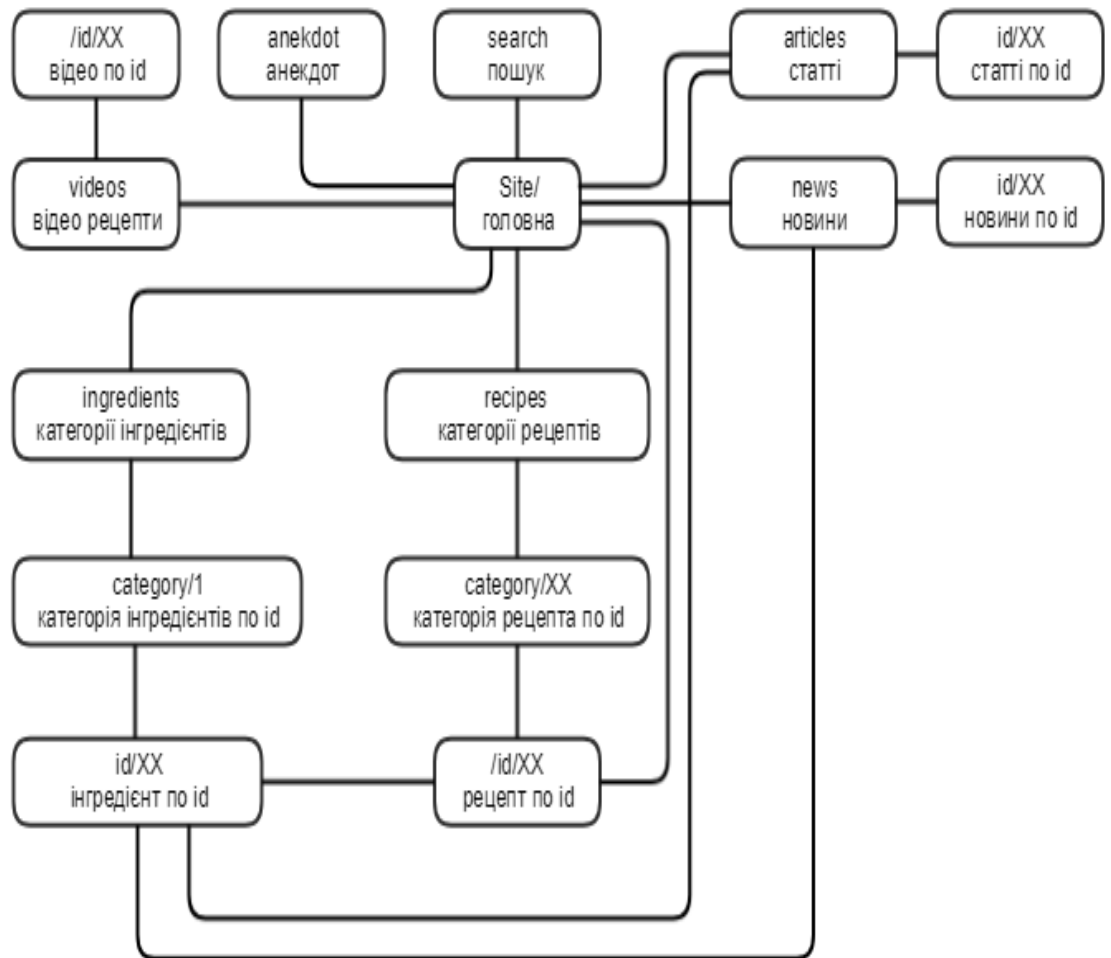 /id/XX
відео по id
anekdot
анекдот
search
пошук
articles
статті
id/XX
статті по id
videos
відео рецепти
Site/
головна
news
новини
id/XX
новини по id
ingredients
категорії інгредієнтів
recipes
категорії рецептів
category/1
категорія інгредієнтів по id
category/XX
категорія рецепта по id
id/XX
інгредієнт по id
/id/XX
рецепт по id